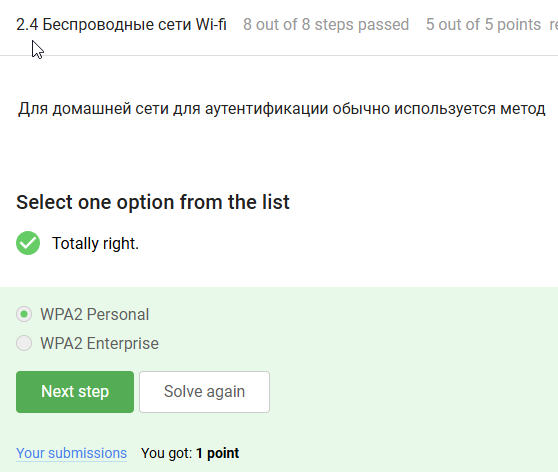 2.4 Беспроводные сети Wi-fi 8 out of 8 steps passed 5 out of 5 points re
Для домашней сети для аутентификации обычно используется метод
Select one option from the list
Totally right.
WPA2 Personal
WPA2 Enterprise
Next step Solve again
Your submissions You got: 1 point